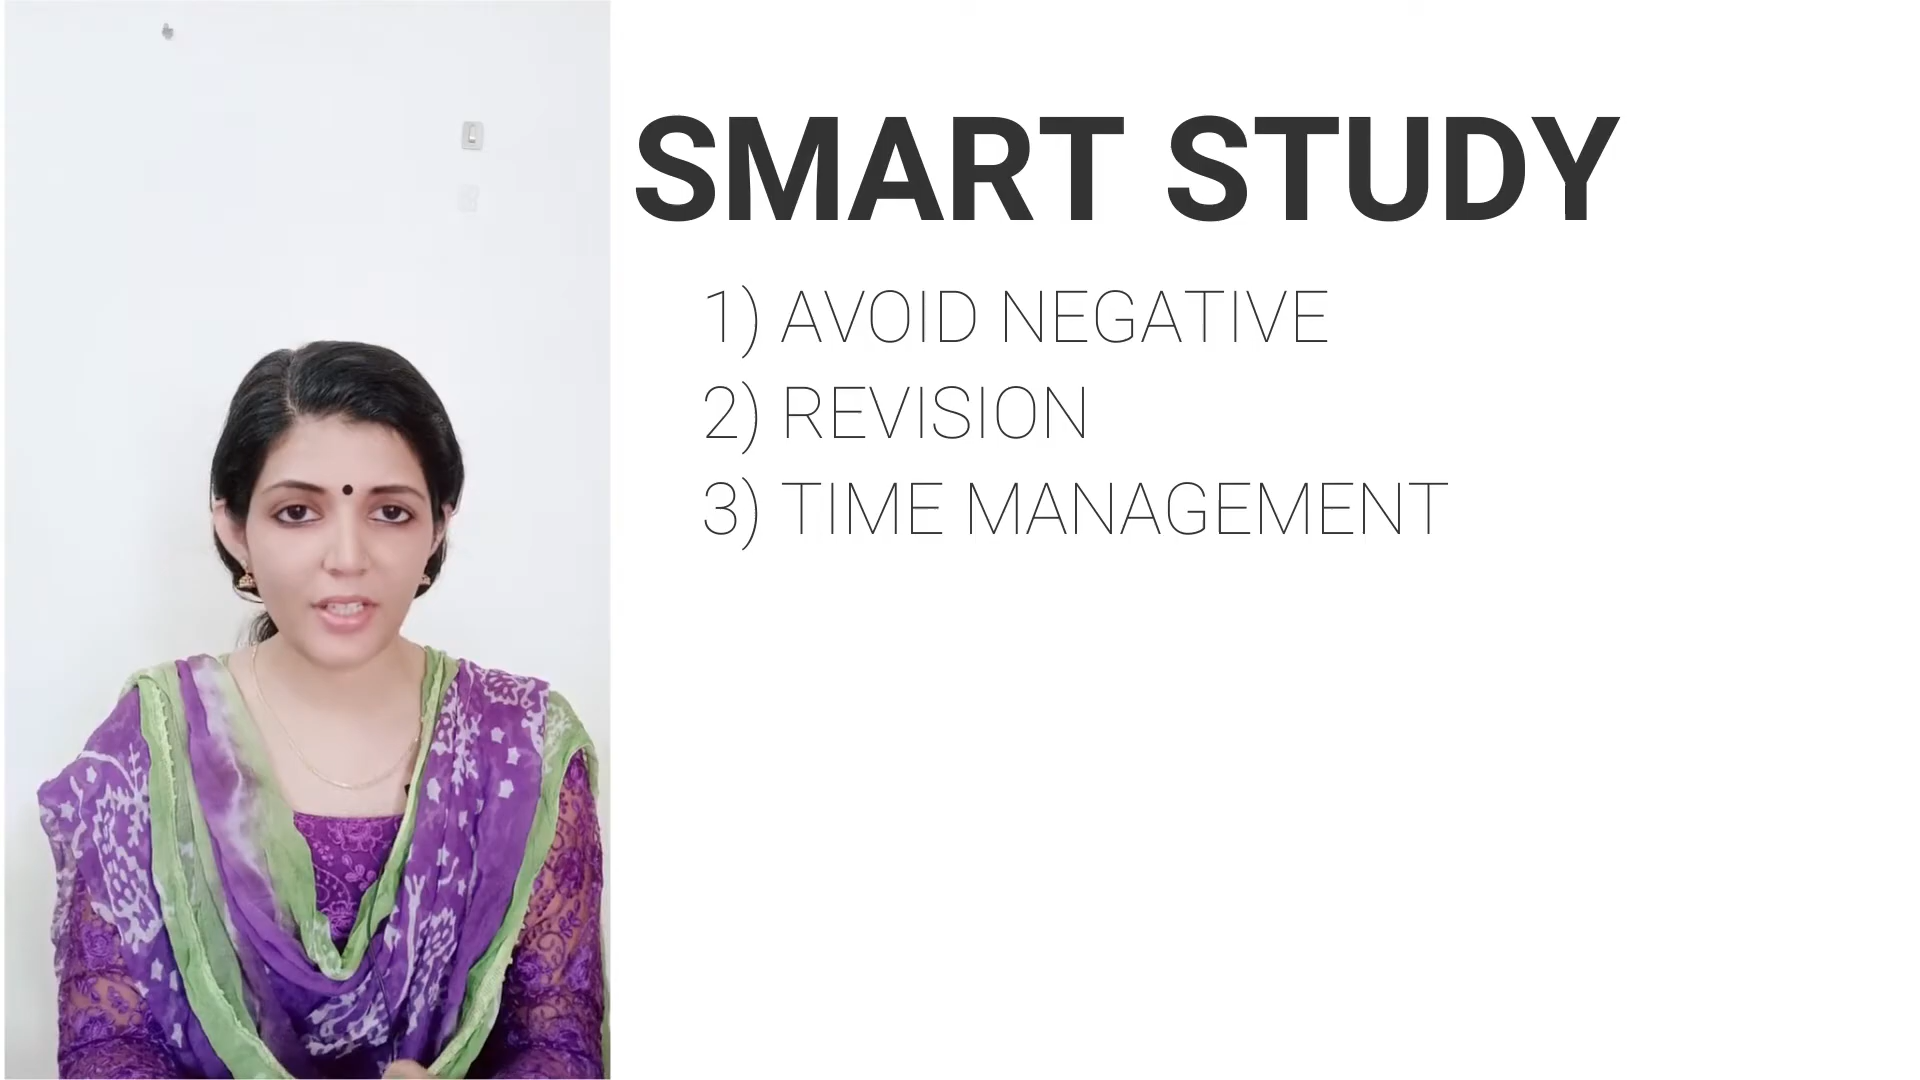 SMART STUDY
1) AVOID NEGATIVE
2) REVISION
3) TIME MANAGEMENT